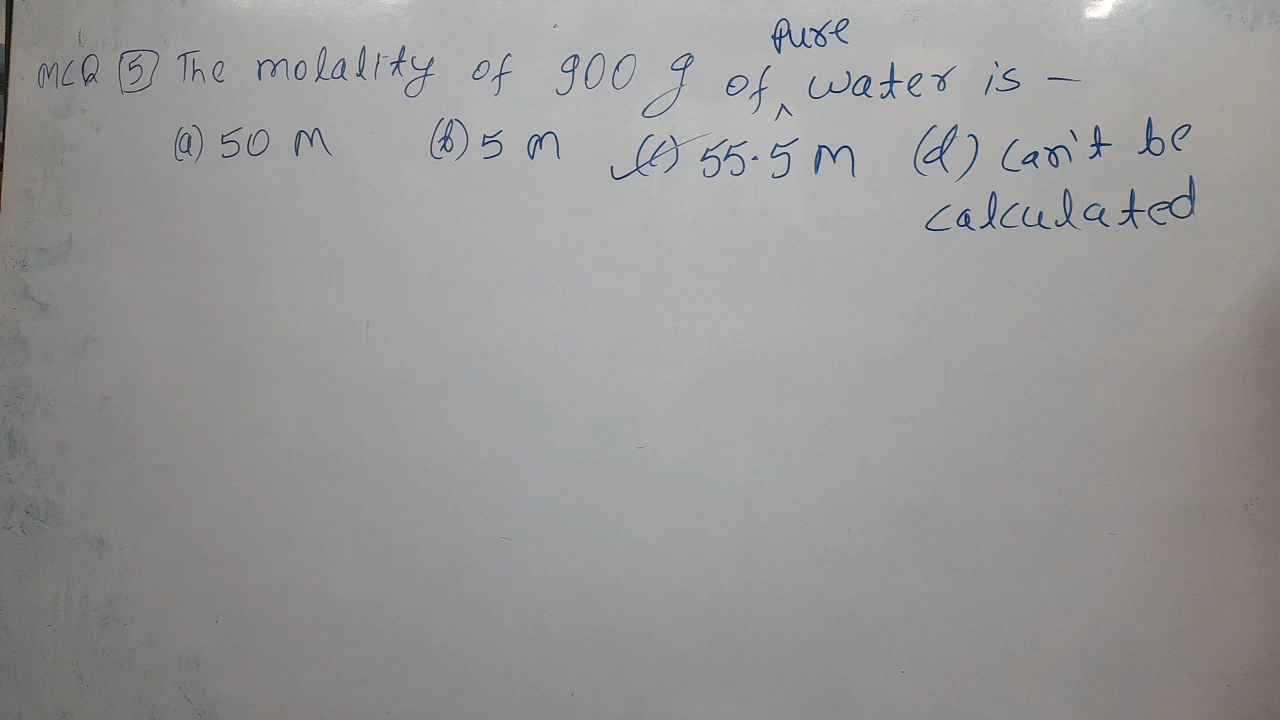 MCQ 5 The molality of 900 g of pure water is –
(a) 50 M (b) 5 M (c) 55.5 M (d) can't be
calculated